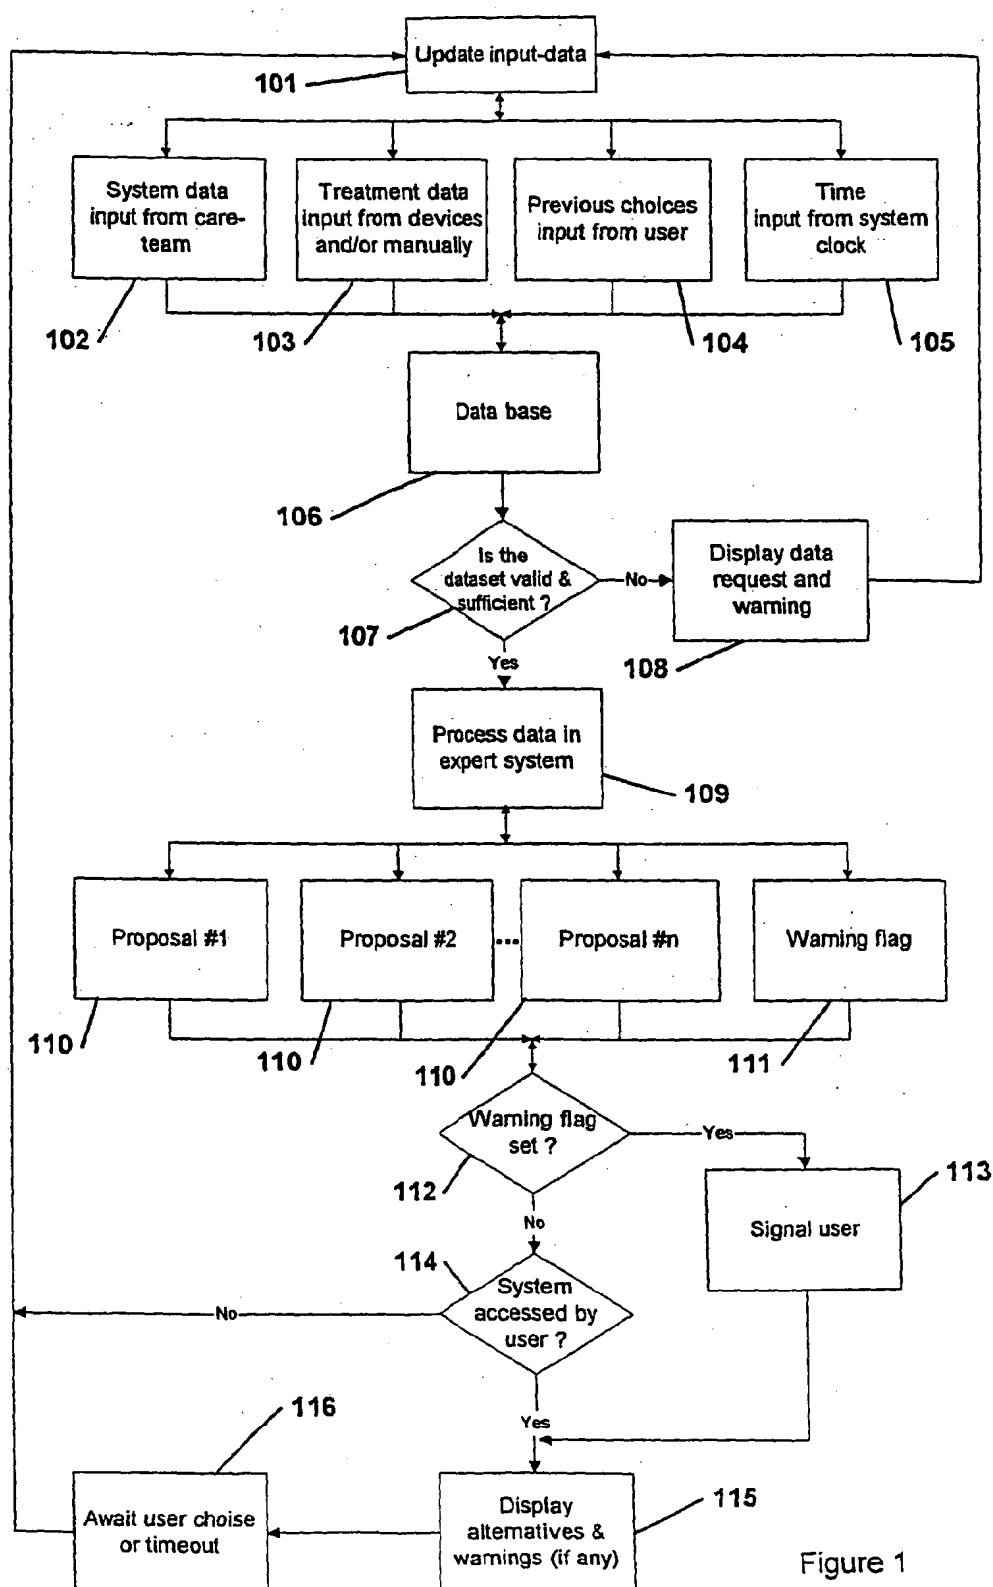 Update input-data
101
System data
input from care-
team
Treatment data
input from devices
and/or manually
Previous choices
input from user
Time
input from system
clock
102
103
104
105
Data base
106
Is the
dataset valid &
sufficient ?
No
Display data
request and
warning
107
108
Yes
Process data in
expert system
109
Proposal #1
Proposal #2
...
Proposal #n
Warning flag
110
110
110
111
Warning flag
set ?
Yes
112
113
Signal user
No
114
System
accessed by
user ?
No
116
Yes
Await user choise
or timeout
Display
alternatives &
warnings (if any)
115
Figure 1